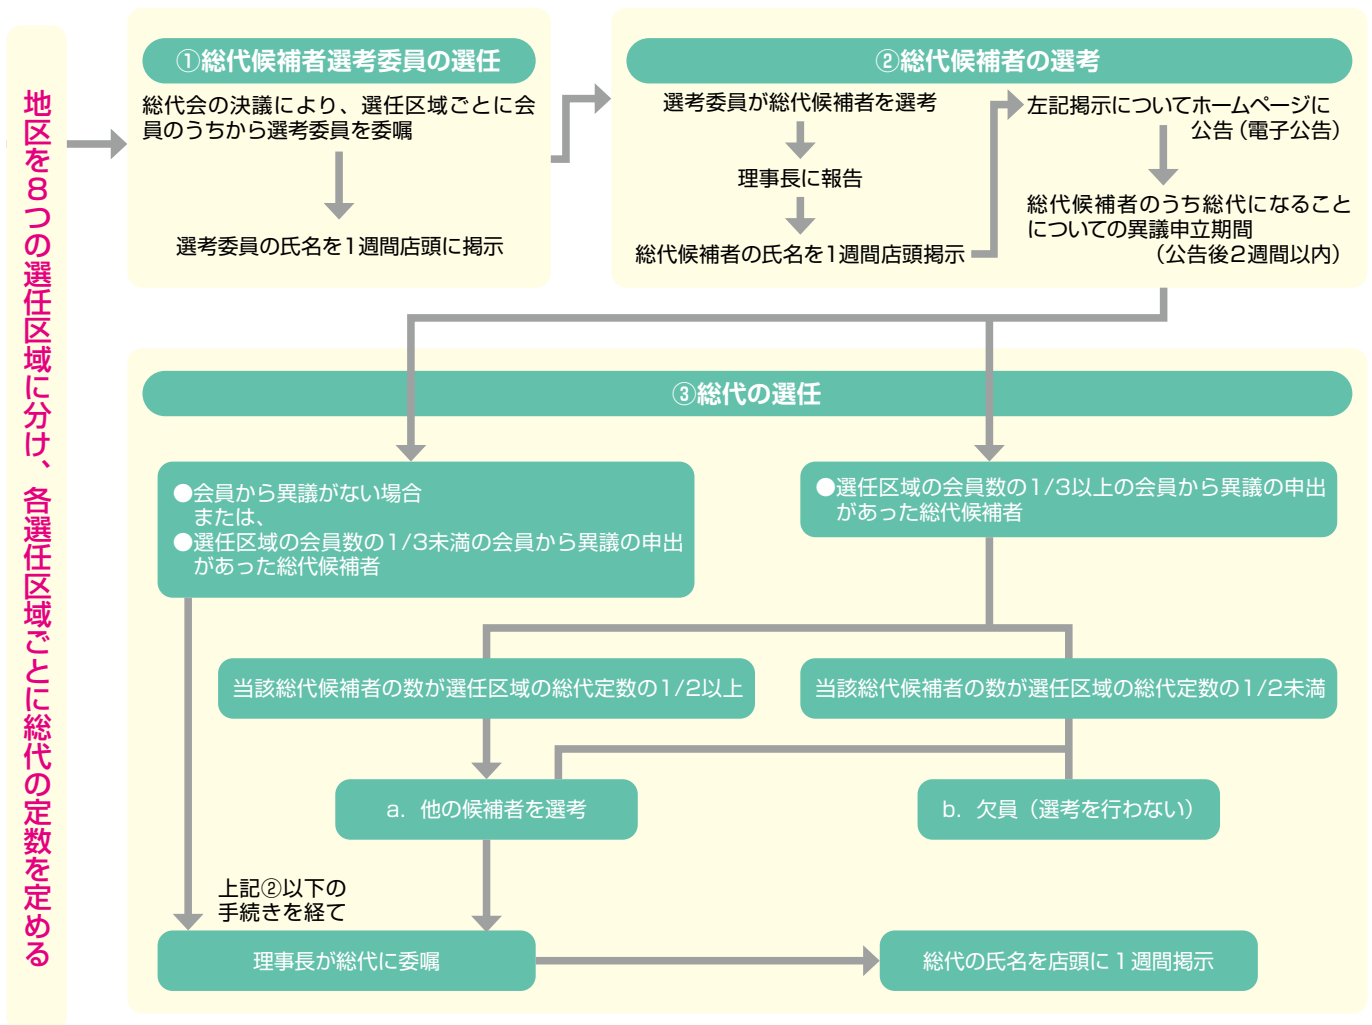 地区を8つの選任区域に分け、各選任区域ごとに総代の定数を定める
①総代候補者選考委員の選任
総代会の決議により、選任区域ごとに会
員のうちから選考委員を委嘱
選考委員の氏名を1週間店頭に掲示
②総代候補者の選考
選考委員が総代候補者を選考
理事長に報告
総代候補者の氏名を1週間店頭掲示
左記掲示についてホームページに
公告（電子公告）
総代候補者のうち総代になること
についての異議申立期間
（公告後2週間以内）
③総代の選任
●会員から異議がない場合
または、
●選任区域の会員数の1/3未満の会員から異議の申出
があった総代候補者
●選任区域の会員数の1/3以上の会員から異議の申出
があった総代候補者
当該総代候補者の数が選任区域の総代定数の1/2以上
当該総代候補者の数が選任区域の総代定数の1/2未満
a. 他の候補者を選考
b. 欠員（選考を行わない）
上記②以下の
手続きを経て
理事長が総代に委嘱
総代の氏名を店頭に1週間掲示